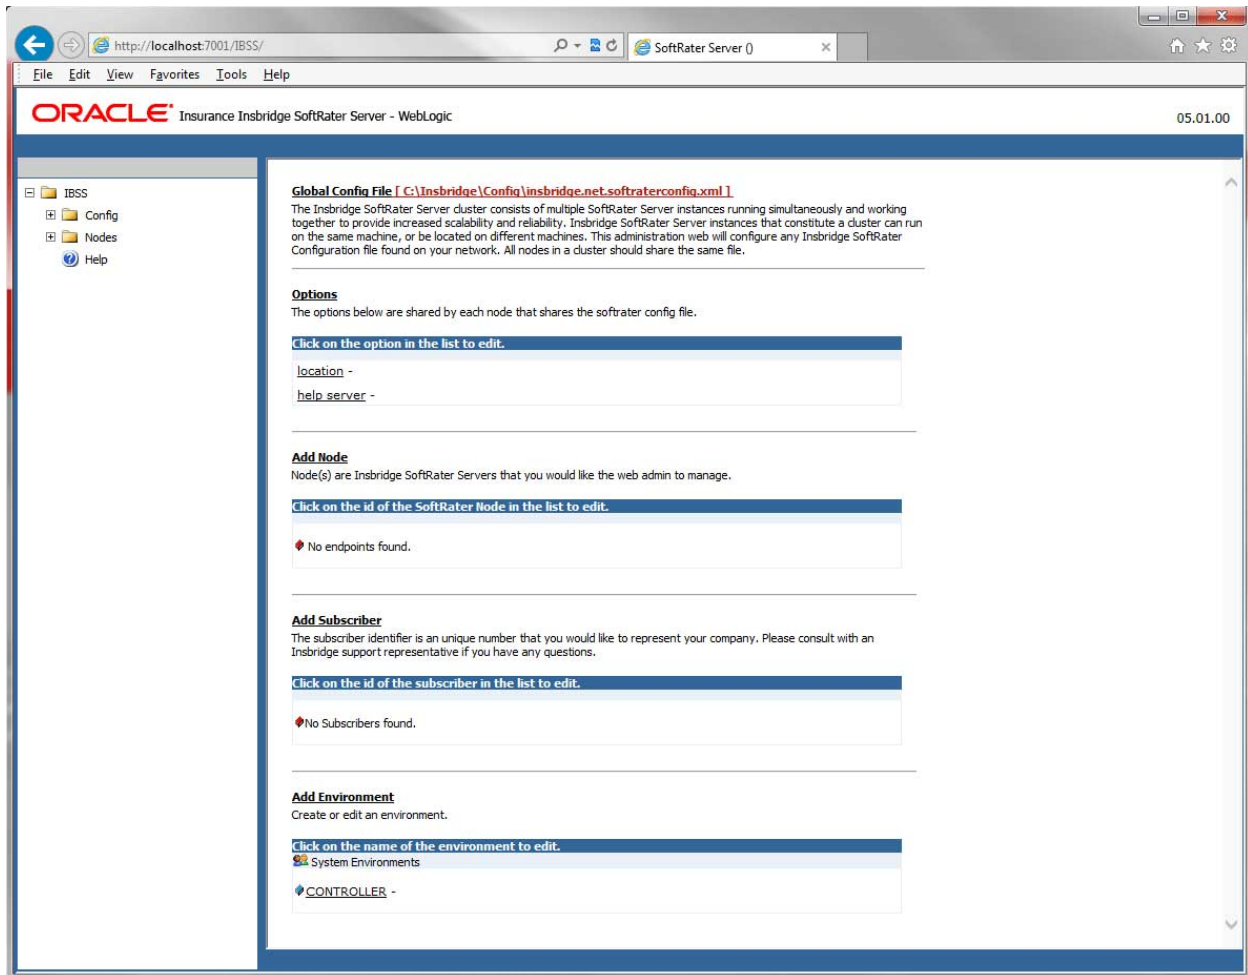 http://localhost:7001/IBSS/
SoftRater Server ()
File Edit View Favorites Tools Help
ORACLE Insurance Insbridge SoftRater Server - WebLogic
05.01.00
IBSS
Config
Nodes
Help
Global Config File [ C:\Insbridge\Config\insbridge.net.softraterconfig.xml ]
The Insbridge SoftRater Server cluster consists of multiple SoftRater Server instances running simultaneously and working
together to provide increased scalability and reliability. Insbridge SoftRater Server instances that constitute a cluster can run
on the same machine, or be located on different machines. This administration web will configure any Insbridge SoftRater
Configuration file found on your network. All nodes in a cluster should share the same file.
Options
The options below are shared by each node that shares the softrater config file.
Click on the option in the list to edit.
location -
help server -
Add Node
Node(s) are Insbridge SoftRater Servers that you would like the web admin to manage.
Click on the id of the SoftRater Node in the list to edit.
No endpoints found.
Add Subscriber
The subscriber identifier is an unique number that you would like to represent your company. Please consult with an
Insbridge support representative if you have any questions.
Click on the id of the subscriber in the list to edit.
No Subscribers found.
Add Environment
Create or edit an environment.
Click on the name of the environment to edit.
System Environments
CONTROLLER -